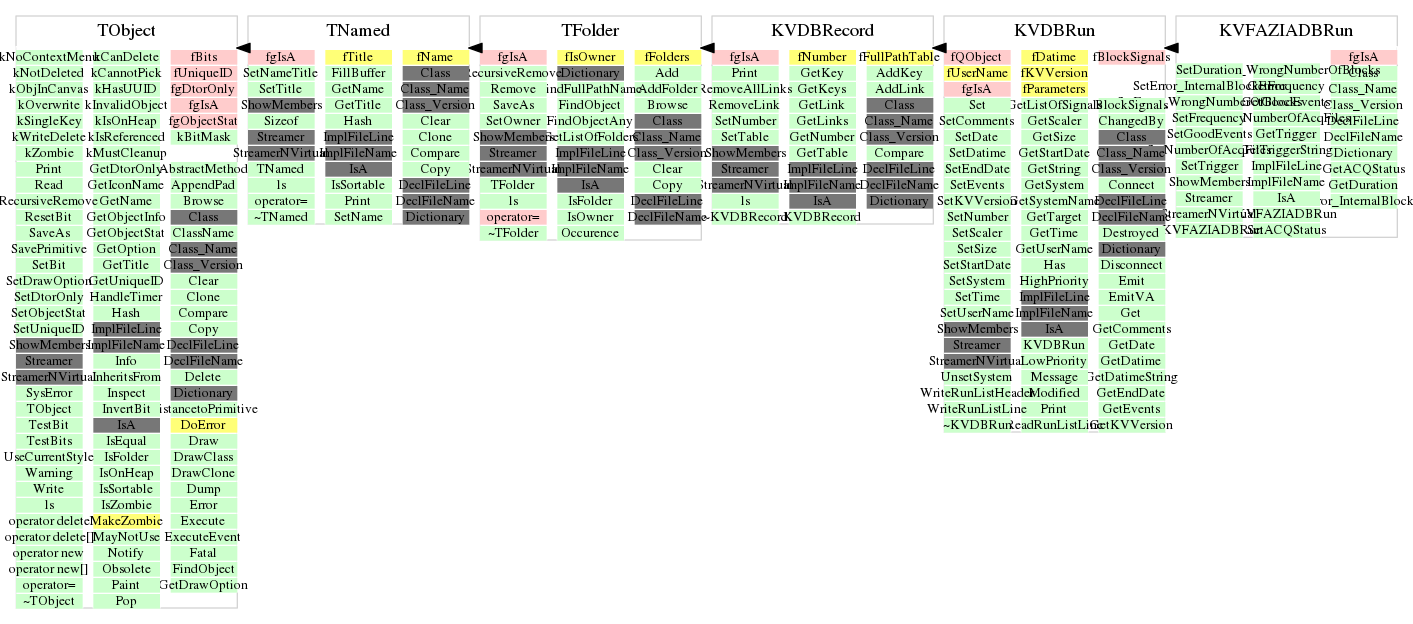 TObject
kNoContextMenu
kNotDeleted
kObjInCanvas
kOverwrite
kSingleKey
kWriteDelete
kZombie
Print
Read
RecursiveRemove
ResetBit
SaveAs
SavePrimitive
SetBit
SetDrawOption
SetDtorOnly
SetObjectStat
SetUniqueID
ShowMembers
Streamer
StreamerNVirtual
SysError
TObject
TestBit
TestBits
UseCurrentStyle
Warning
Write
ls
operator delete
operator delete[]
operator new
operator new[]
operator=
~TObject
kCanDelete
kCannotPick
kHasUUID
kInvalidObject
kIsOnHeap
kIsReferenced
kMustCleanup
GetDtorOnly
GetIconName
GetName
GetObjectInfo
GetObjectStat
GetOption
GetTitle
GetUniqueID
HandleTimer
Hash
ImplFileLine
ImplFileName
Info
InheritsFrom
Inspect
InvertBit
IsA
IsEqual
IsFolder
IsOnHeap
IsSortable
IsZombie
MakeZombie
MayNotUse
Notify
Obsolete
Paint
Pop
fBits
fUniqueID
fgDtorOnly
fgIsA
fgObjectStat
kBitMask
AbstractMethod
AppendPad
Browse
Class
ClassName
Class_Name
Class_Version
Clear
Clone
Compare
Copy
DeclFileLine
DeclFileName
Delete
Dictionary
DistancetoPrimitive
DoError
Draw
DrawClass
DrawClone
Dump
Error
Execute
ExecuteEvent
Fatal
FindObject
GetDrawOption
TNamed
fgIsA
SetNameTitle
SetTitle
ShowMembers
Sizeof
Streamer
StreamerNVirtual
TNamed
ls
operator=
~TNamed
fTitle
FillBuffer
GetName
GetTitle
Hash
ImplFileLine
ImplFileName
IsA
IsSortable
Print
SetName
fName
Class
Class_Name
Class_Version
Clear
Clone
Compare
Copy
DeclFileLine
DeclFileName
Dictionary
TFolder
fgIsA
RecursiveRemove
Remove
SaveAs
SetOwner
ShowMembers
Streamer
StreamerNVirtual
TFolder
ls
operator=
~TFolder
fIsOwner
Dictionary
FindFullPathName
FindObject
FindObjectAny
GetListOfFolders
ImplFileLine
ImplFileName
IsA
IsFolder
IsOwner
Occurence
fFolders
Add
AddFolder
Browse
Class
Class_Name
Class_Version
Clear
Copy
DeclFileLine
DeclFileName
KVDBRecord
fgIsA
Print
RemoveAllLinks
RemoveLink
SetNumber
SetTable
ShowMembers
Streamer
StreamerNVirtual
ls
~KVDBRecord
fNumber
GetKey
GetKeys
GetLink
GetLinks
GetNumber
GetTable
ImplFileLine
ImplFileName
IsA
KVDBRecord
fFullPathTable
AddKey
AddLink
Class
Class_Name
Class_Version
Compare
DeclFileLine
DeclFileName
Dictionary
KVDBRun
fQObject
fUserName
fgIsA
Set
SetComments
SetDate
SetDatime
SetEndDate
SetEvents
SetKVVersion
SetNumber
SetScaler
SetSize
SetStartDate
SetSystem
SetTime
SetUserName
ShowMembers
Streamer
StreamerNVirtual
UnsetSystem
WriteRunListHeader
WriteRunListLine
~KVDBRun
fDatime
fKVVersion
fParameters
GetListOfSignals
GetScaler
GetSize
GetStartDate
GetString
GetSystem
GetSystemName
GetTarget
GetTime
GetUserName
Has
HighPriority
ImplFileLine
ImplFileName
IsA
KVDBRun
LowPriority
Message
Modified
Print
ReadRunListLine
fBlockSignals
BlockSignals
ChangedBy
Class
Class_Name
Class_Version
Connect
DeclFileLine
DeclFileName
Destroyed
Dictionary
Disconnect
Emit
EmitVA
Get
GetComments
GetDate
GetDatime
GetDatimeString
GetEndDate
GetEvents
GetKVVersion
KVFAZIADBRun
SetDuration
SetError_InternalBlock
SetFrequency
SetGoodEvents
SetTrigger
ShowMembers
Streamer
StreamerNVirtual
GetFrequency
GetGoodEvents
GetTrigger
GetTriggerString
ImplFileLine
ImplFileName
IsA
KVFAZIADBRun
SetACQStatus
fgIsA
Class
Class_Name
Class_Version
DeclFileLine
DeclFileName
Dictionary
GetACQStatus
GetDuration